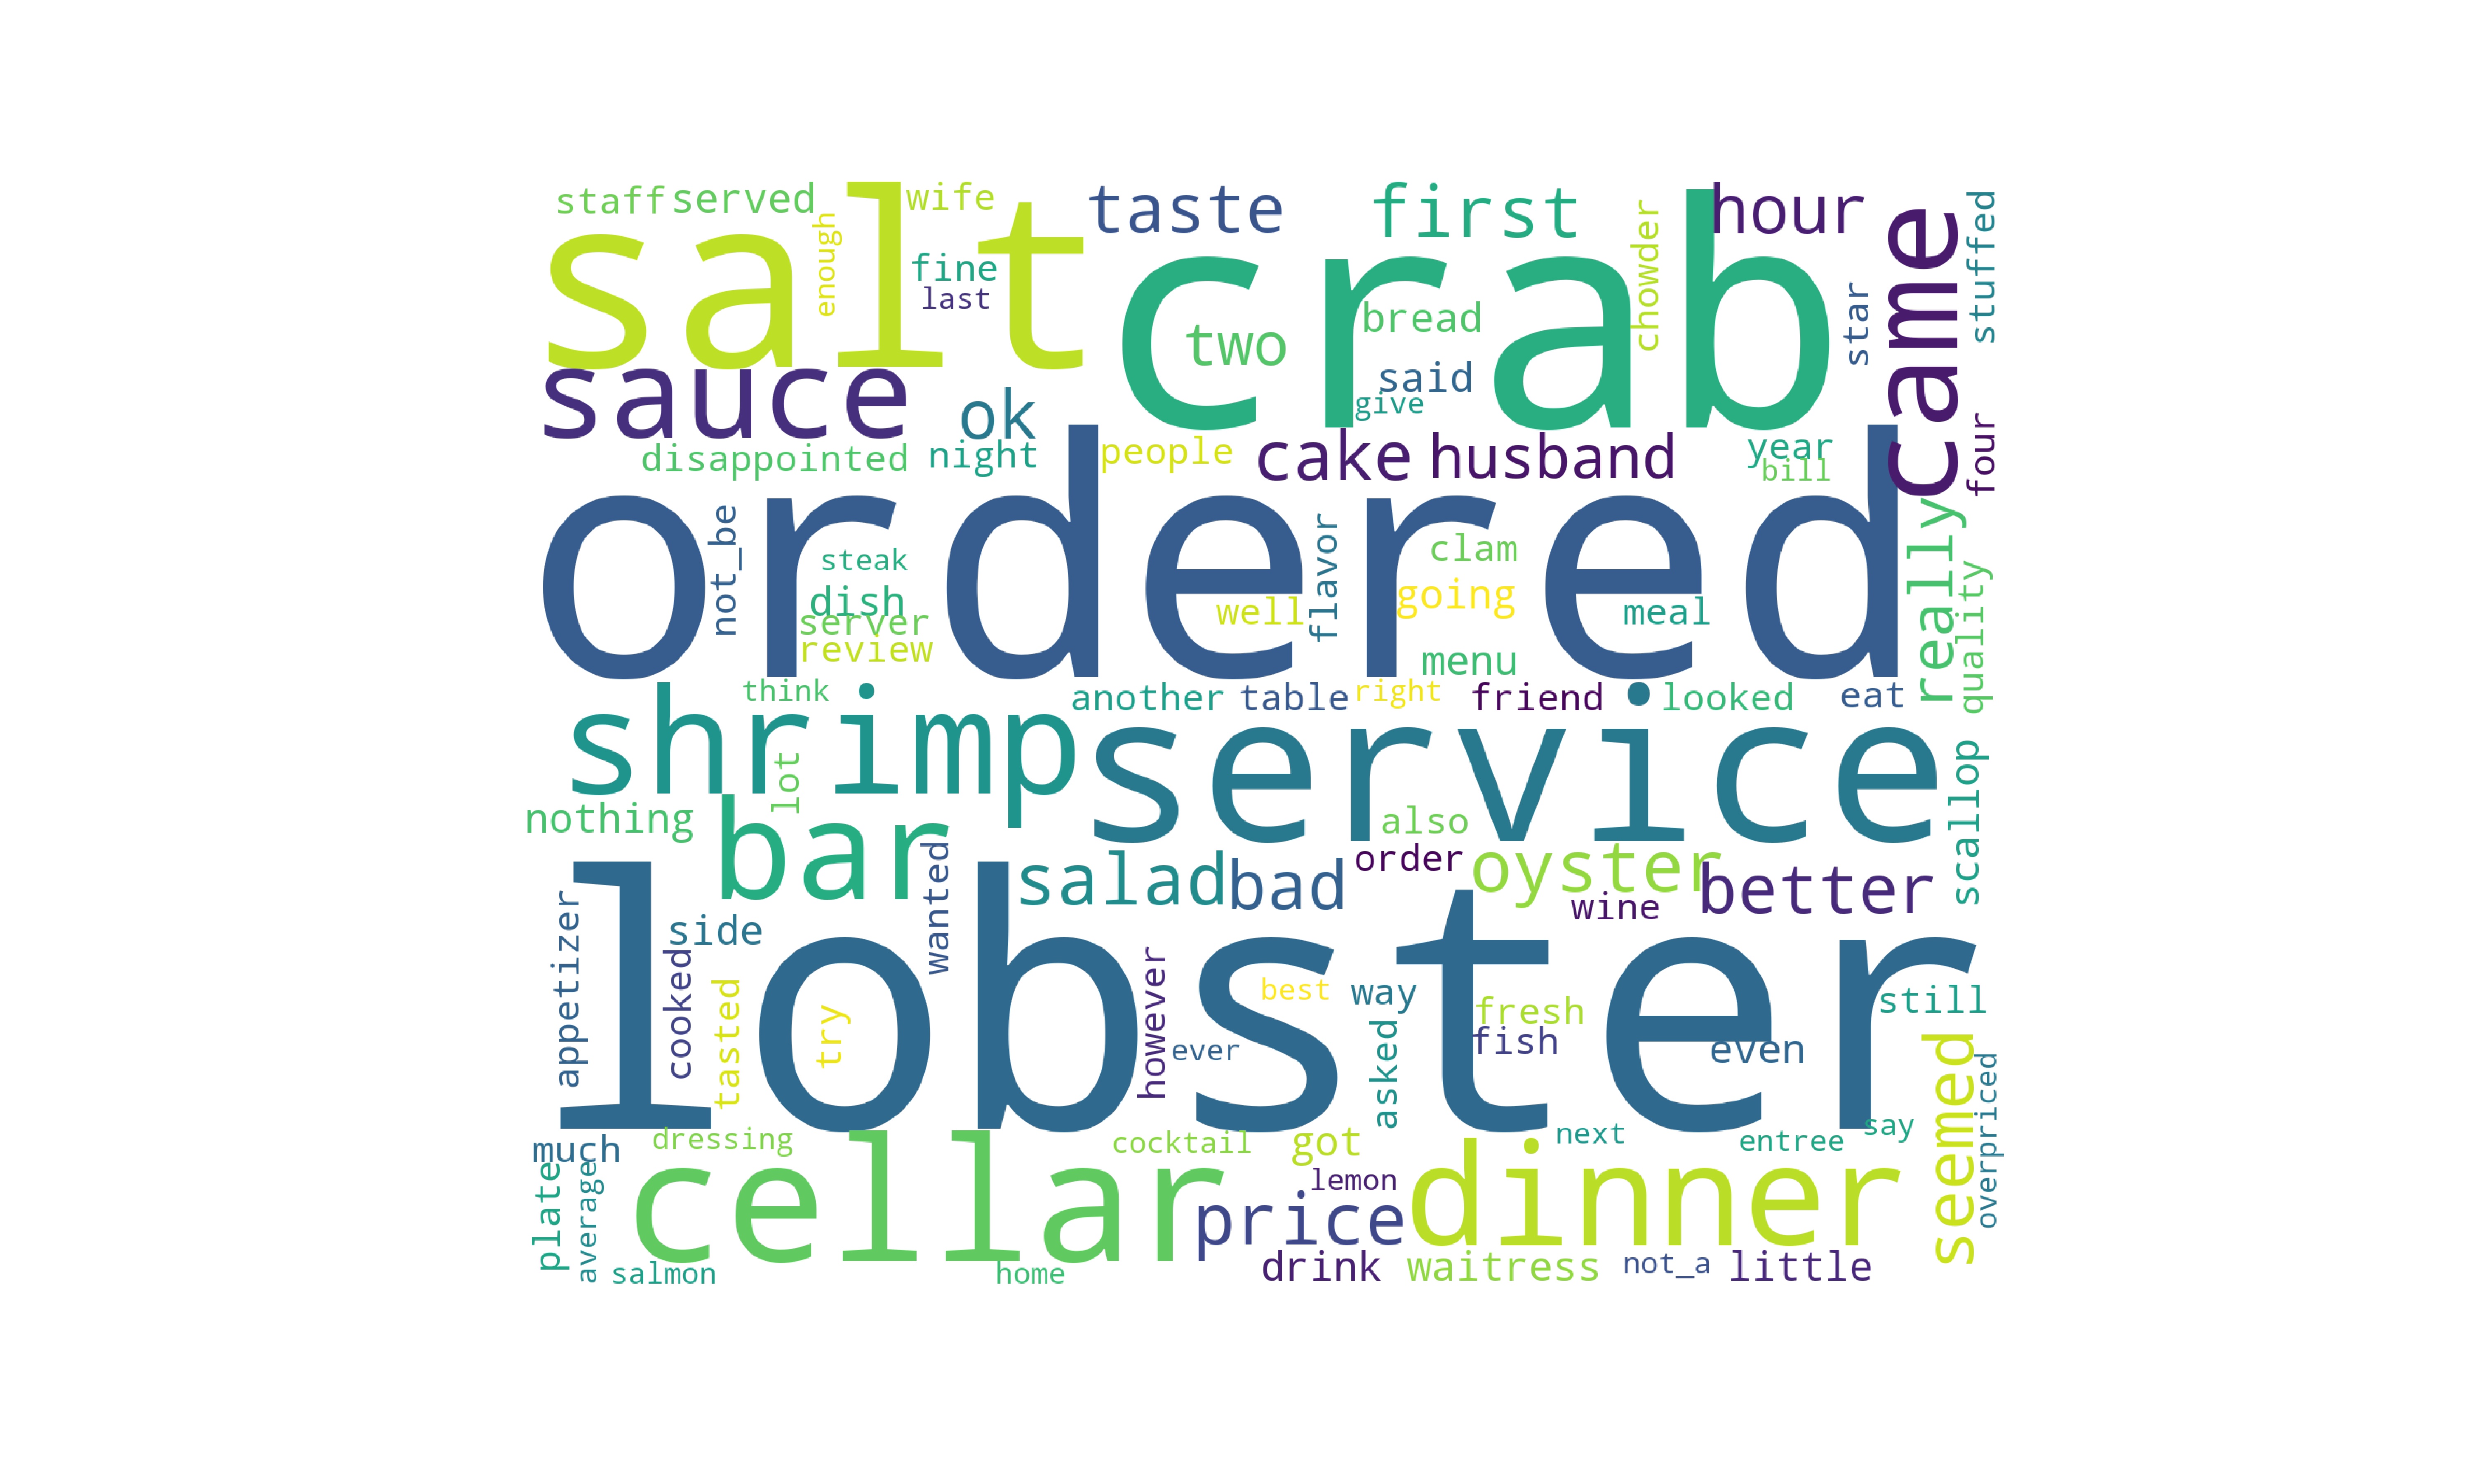 staff served wife taste first hour
salt crab came
enough fine last chowder stuffed
bread two star
said give
sauce ok four
disappointed night people cake husband year bill
ordered really
not_be steak flavor clam quality
dish well going meal
server
review menu
think another table right friend looked eat
shrimp service
lot scallop
nothing bar also
wanted salad bad order oyster better
appetizer side wine
lobster
cooked tasted try however best way fresh still
ever asked fish even
seemed overpriced
much dressing cocktail got next entree say
plate average cellar lemon price dinner
salmon home drink waitress not_a little